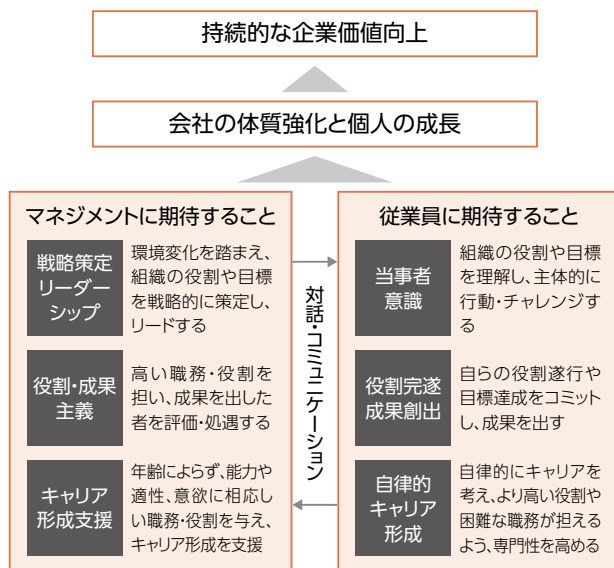 持続的な企業価値向上
会社の体質強化と個人の成長
マネジメントに期待すること
戦略策定
リーダー
シップ
環境変化を踏まえ、
組織の役割や目標
を戦略的に策定し、
リードする
役割・成果
主義
高い職務・役割を
担い、成果を出した
者を評価・処遇する
キャリア
形成支援
年齢によらず、能力や
適性、意欲に相応し
い職務・役割を与え、
キャリア形成を支援
対話・コミュニケーション
従業員に期待すること
当事者
意識
組織の役割や目標
を理解し、主体的に
行動・チャレンジす
る
役割完遂
成果創出
自らの役割遂行や
目標達成をコミット
し、成果を出す
自律的
キャリア
形成
自律的にキャリアを
考え、より高い役割や
困難な職務が担える
よう、専門性を高める